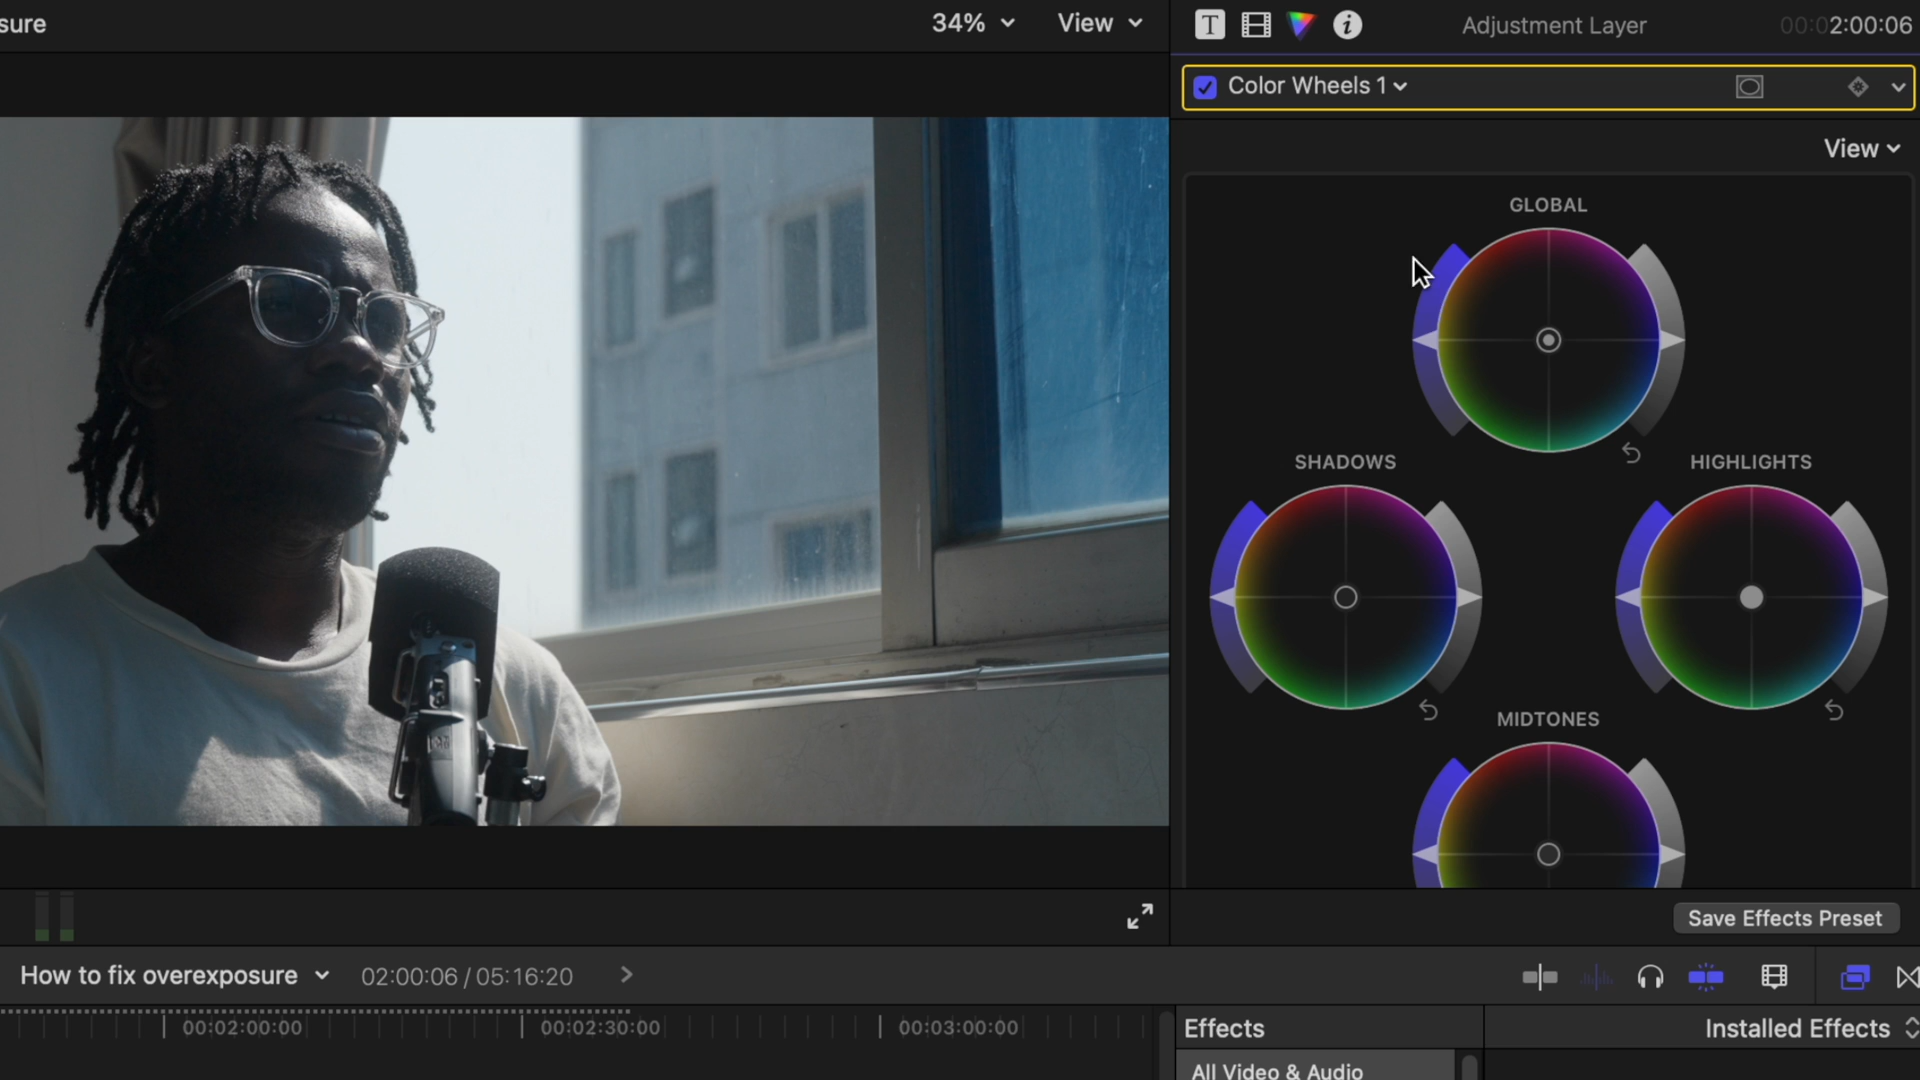 sure
34%
View
T
i
Adjustment Layer
00:02:00:06
Color Wheels 1
View
GLOBAL
SHADOWS
HIGHLIGHTS
MIDTONES
Save Effects Preset
How to fix overexposure
02:00:06 / 05:16:20
00:02:00:00
00:02:30:00
00:03:00:00
Effects
Installed Effects
All Video & Audio